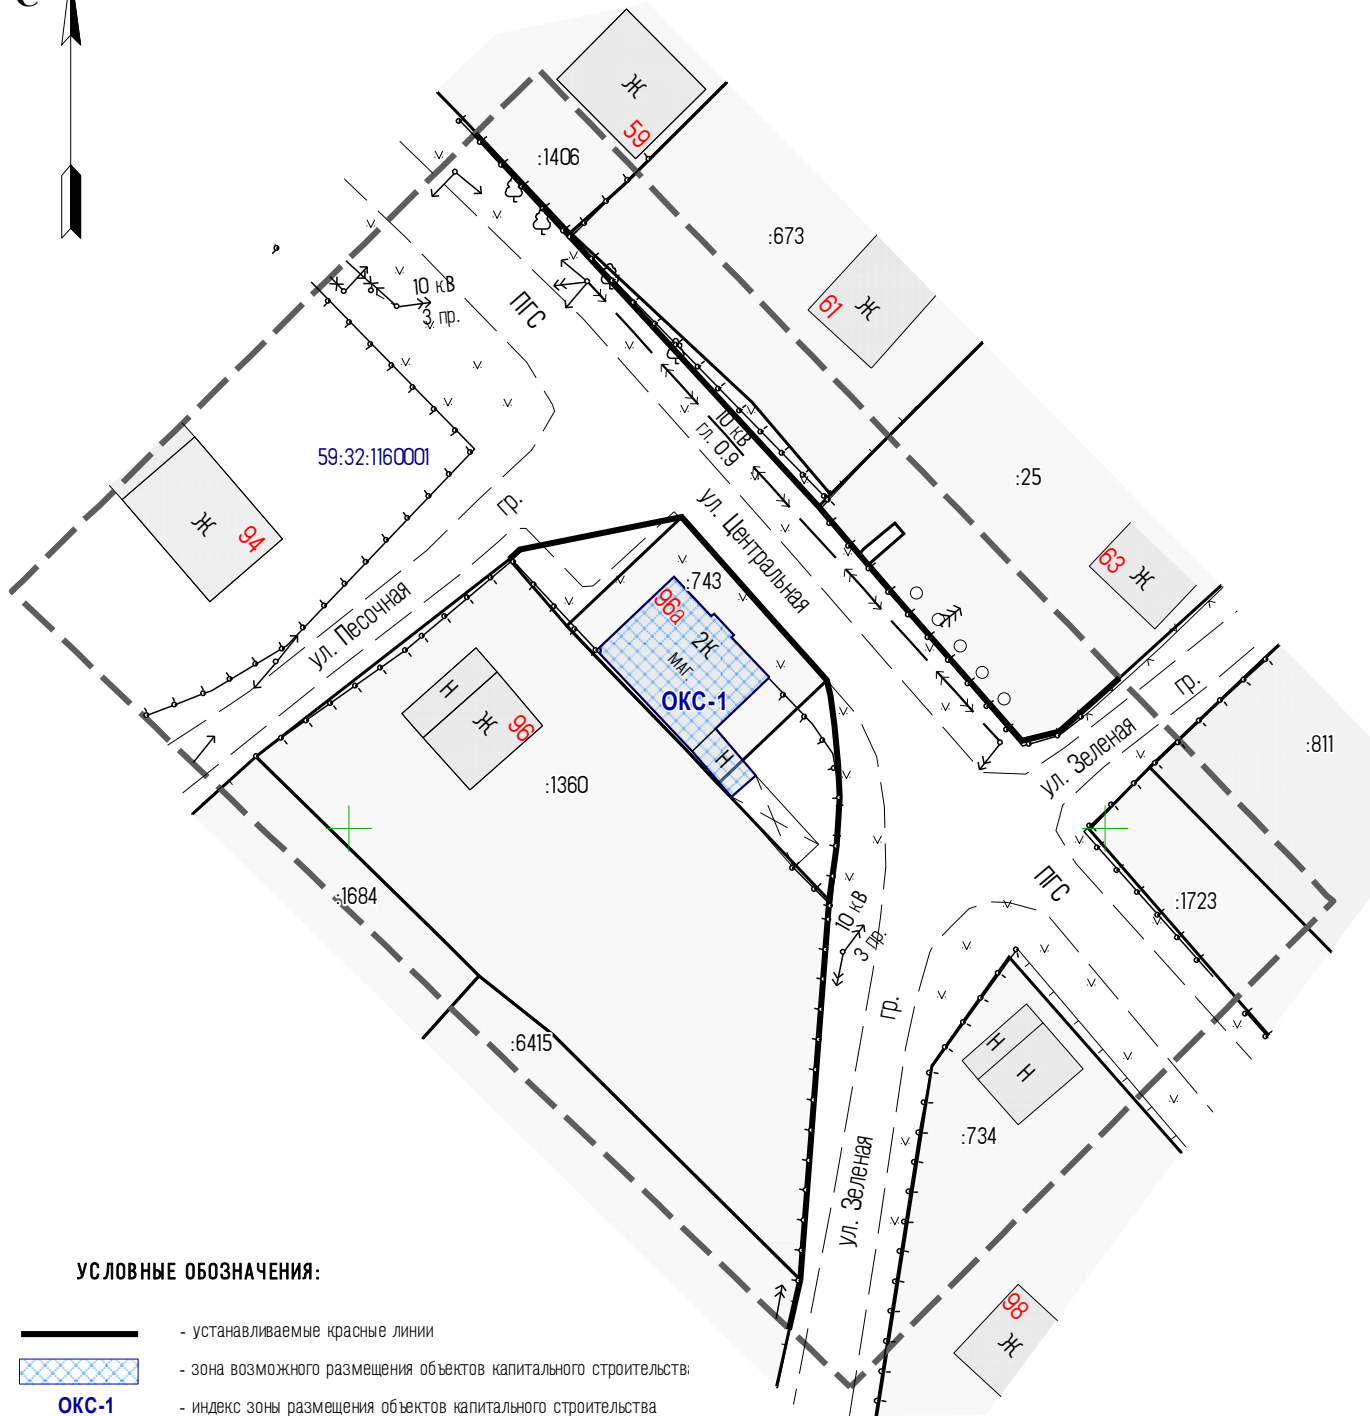 С
Ж
59
:1406
:673
10 кВ
3 пр.
ПГС
61
Ж
59:32:1160001
10 кВ
гл. 0.9
:25
Ж
94
гр.
ул. Центральная
63
Ж
:743
96а
2К
МАГ.
ОКС-1
ул. Песочная
Н
Ж
96
Н
гр.
ул. Зеленая
:811
:1360
ПГС
:1684
:1723
10 кВ
3 пр.
гр.
:6415
Н
Н
:734
ул. Зеленая
98
Ж
УСЛОВНЫЕ ОБОЗНАЧЕНИЯ:
- устанавливаемые красные линии
- зона возможного размещения объектов капитального строительства
ОКС-1
- индекс зоны размещения объектов капитального строительства